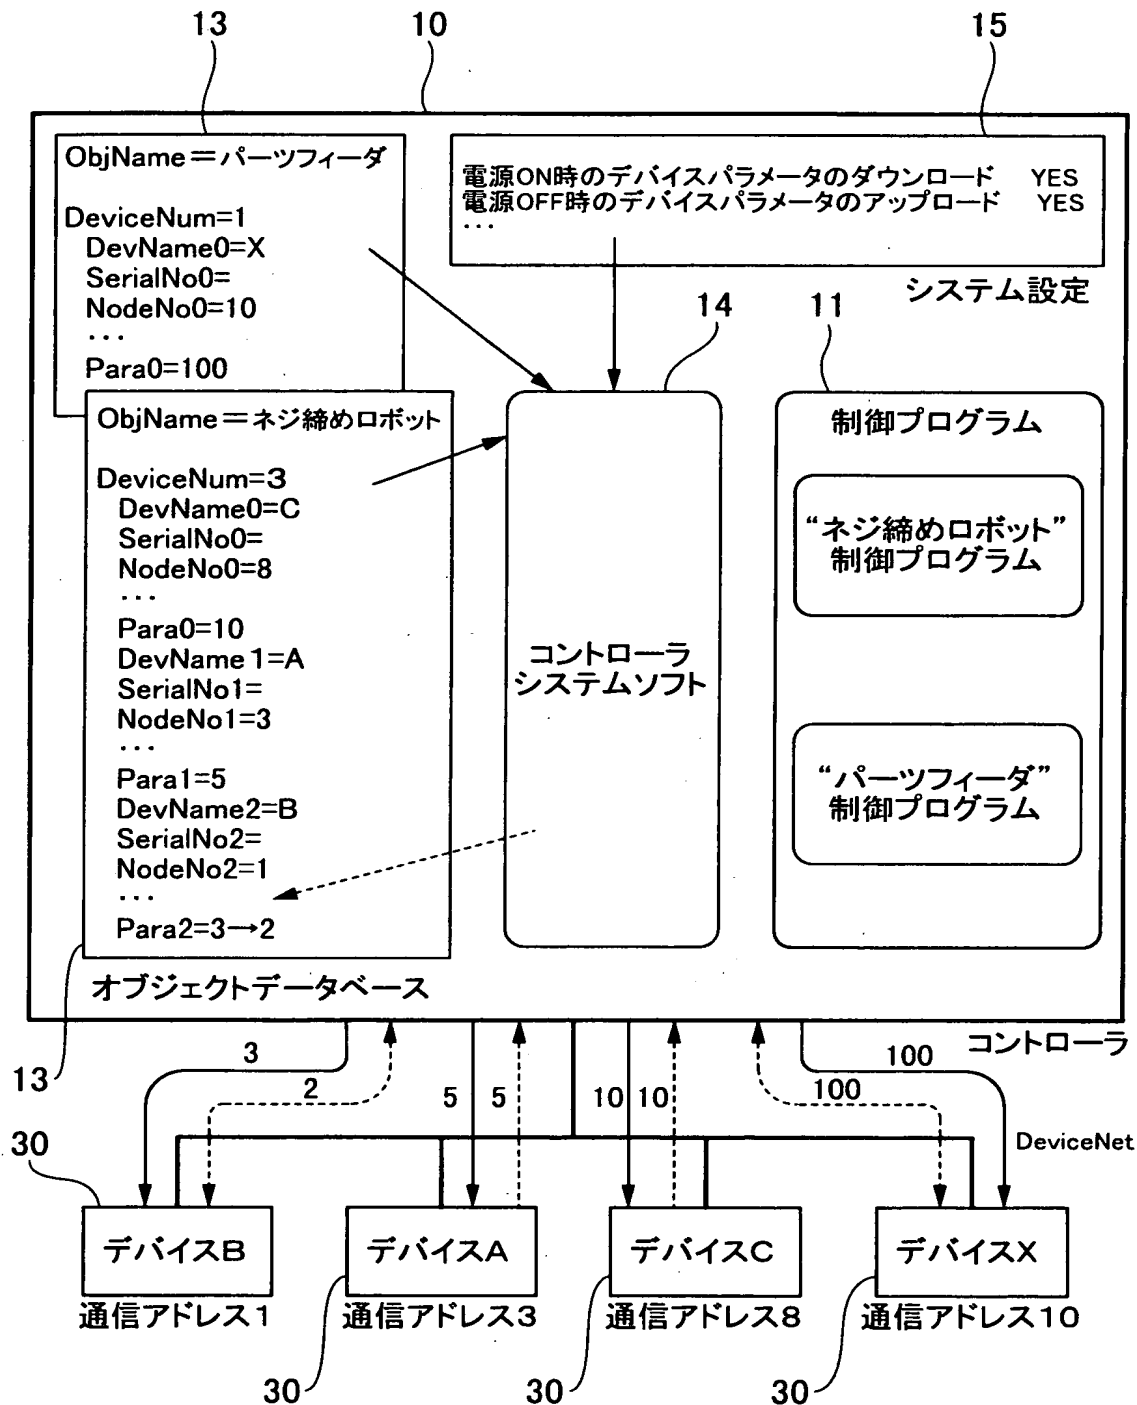 13
10
15
ObjName＝パーツフィーダ
DeviceNum=1
DevName0=X
SerialNo0=
NodeNo0=10
･･･
Para0=100
電源ON時のデバイスパラメータのダウンロード YES
電源OFF時のデバイスパラメータのアップロード YES
･･･
システム設定
14
11
ObjName＝ネジ締めロボット
DeviceNum=3
DevName0=C
SerialNo0=
NodeNo0=8
･･･
Para0=10
DevName1=A
SerialNo1=
NodeNo1=3
･･･
Para1=5
DevName2=B
SerialNo2=
NodeNo2=1
･･･
Para2=3→2
オブジェクトデータベース
コントローラ
システムソフト
制御プログラム
“ネジ締めロボット”
制御プログラム
“パーツフィーダ”
制御プログラム
コントローラ
13
3
2
5
5
10
10
100
100
DeviceNet
30
デバイスB
デバイスA
デバイスC
デバイスX
通信アドレス1
通信アドレス3
通信アドレス8
通信アドレス10
30
30
30